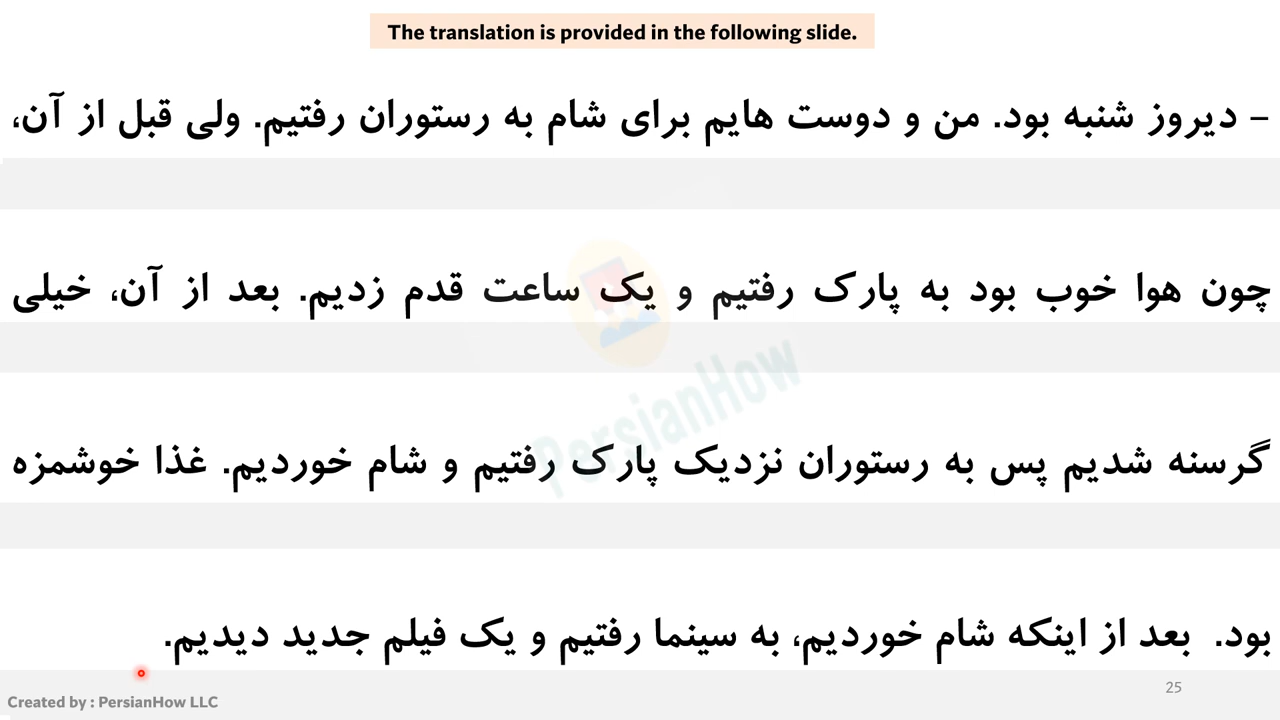 The translation is provided in the following slide.
– دیروز شنبه بود. من و دوست هایم برای شام به رستوران رفتیم. ولی قبل از آن،
چون هوا خوب بود به پارک رفتیم و یک ساعت قدم زدیم. بعد از آن، خیلی
گرسنه شدیم پس به رستوران نزدیک پارک رفتیم و شام خوردیم. غذا خوشمزه
بود. بعد از اینکه شام خوردیم، به سینما رفتیم و یک فیلم جدید دیدیم.
PersianHow
25
Created by : PersianHow LLC